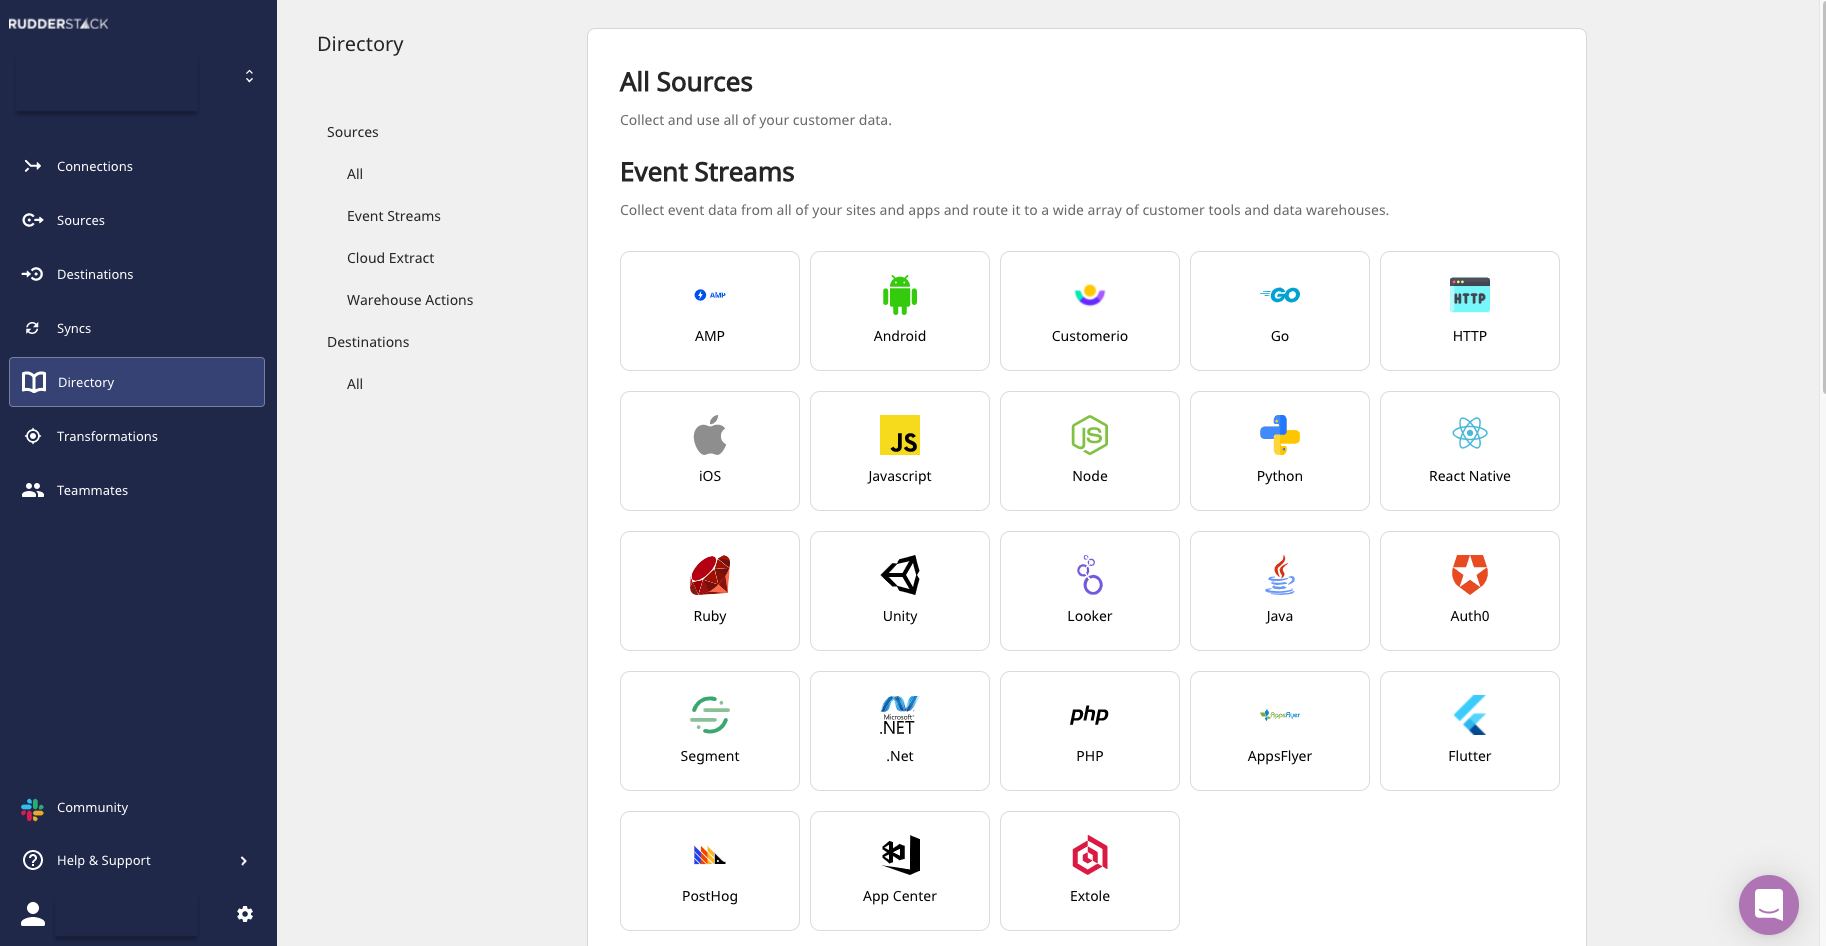 RUDDERSTACK
Connections
Sources
Destinations
Syncs
Directory
Transformations
Teammates
Community
Help & Support
Directory
Sources
All
Event Streams
Cloud Extract
Warehouse Actions
Destinations
All
All Sources
Collect and use all of your customer data.
Event Streams
Collect event data from all of your sites and apps and route it to a wide array of customer tools and data warehouses.
AMP
AMP
Android
Customerio
GO
Go
HTTP
HTTP
iOS
JS
Javascript
JS
Node
Python
React Native
Ruby
Unity
Looker
Java
Auth0
Segment
Microsoft
.NET
.Net
php
PHP
AppsFlyer
AppsFlyer
Flutter
PostHog
App Center
Extole